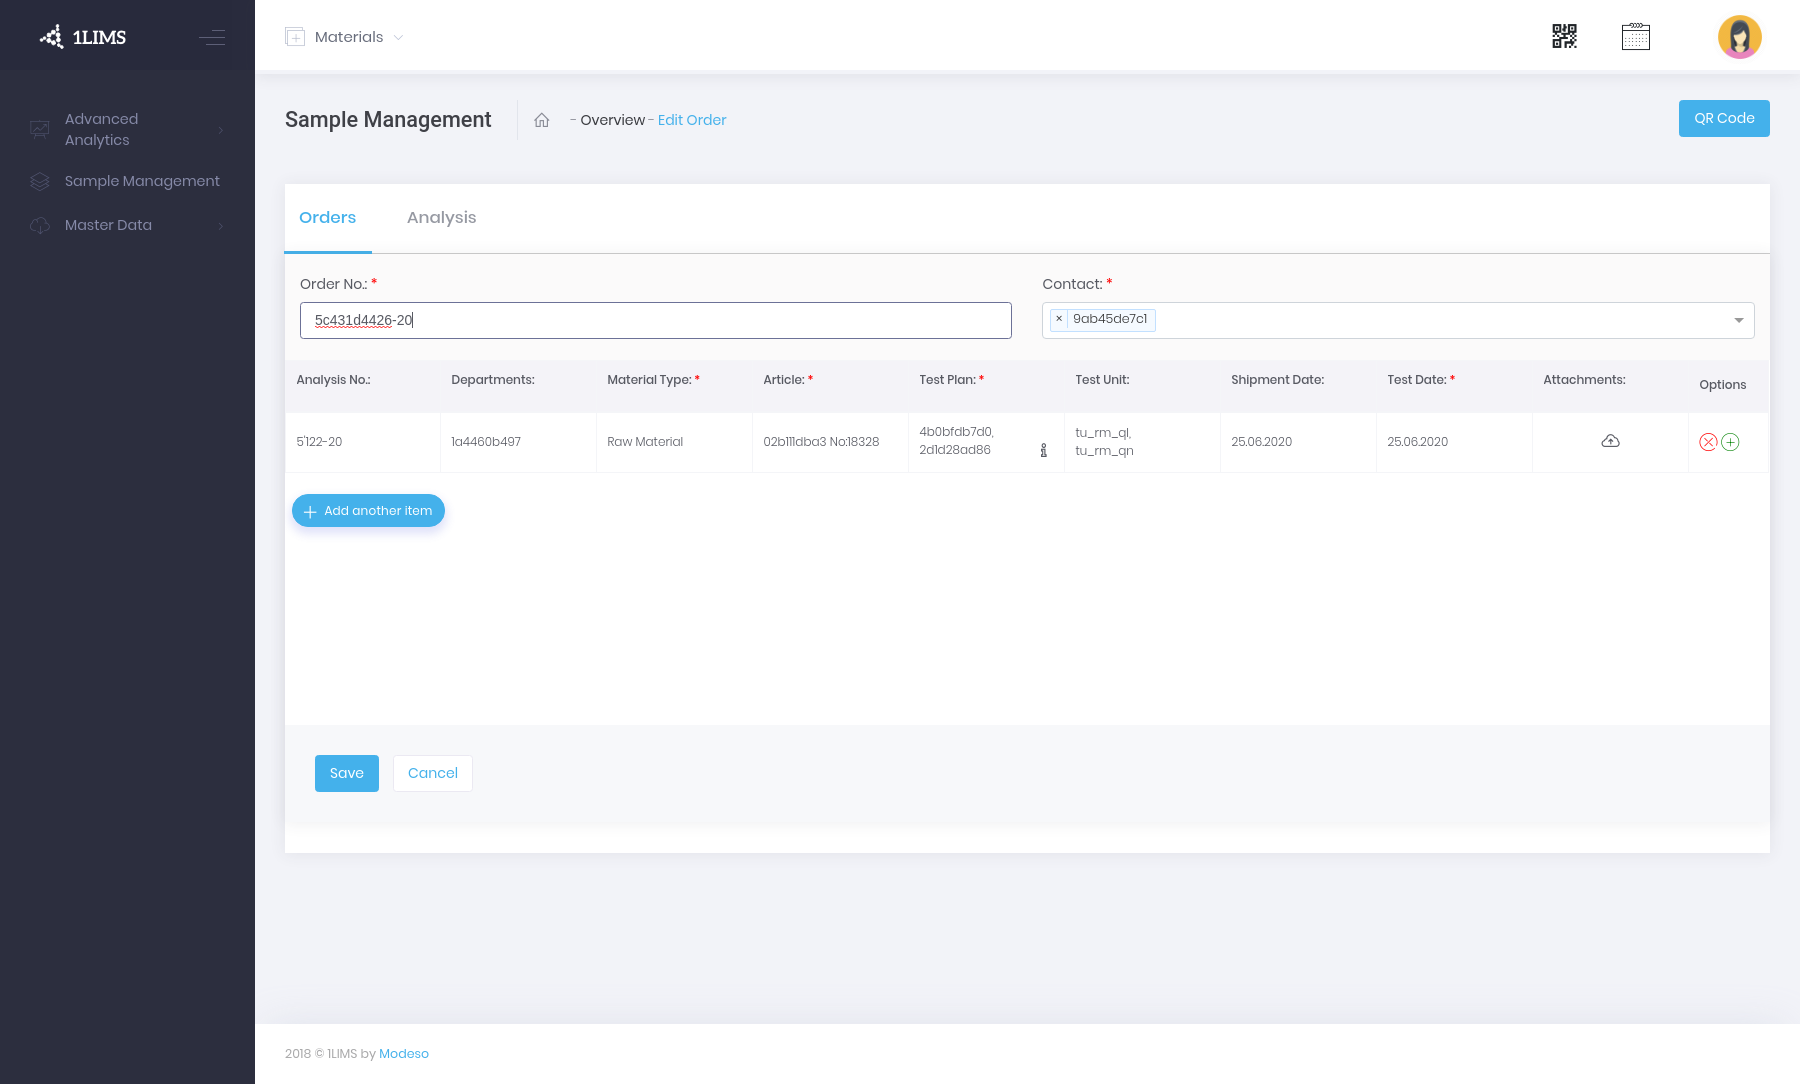 1LIMS
Materials
Advanced
Analytics
Sample Management
Master Data
Sample Management
- Overview - Edit Order
QR Code
Orders
Analysis
Order No.: *
Contact: *
5c431d4426-20
× 9ab45de7c1
Analysis No.: Departments: Material Type: * Article: * Test Plan: * Test Unit: Shipment Date: Test Date: * Attachments: Options
5'122-20 1a4460b497 Raw Material 02b111dba3 No:18328 4b0bfdb7d0, tu_rm_ql, 25.06.2020 25.06.2020
2d1d28ad86 tu_rm_qn
Add another item
Save Cancel
2018 © 1LIMS by Modeso